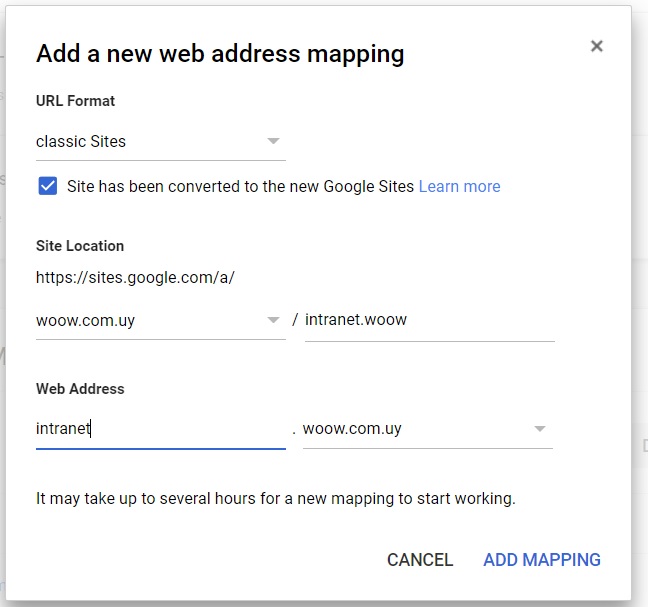 Add a new web address mapping
×
URL Format
classic Sites
Site has been converted to the new Google Sites Learn more
Site Location
https://sites.google.com/a/
woow.com.uy / intranet.woow
Web Address
intranet . woow.com.uy
It may take up to several hours for a new mapping to start working.
CANCEL ADD MAPPING